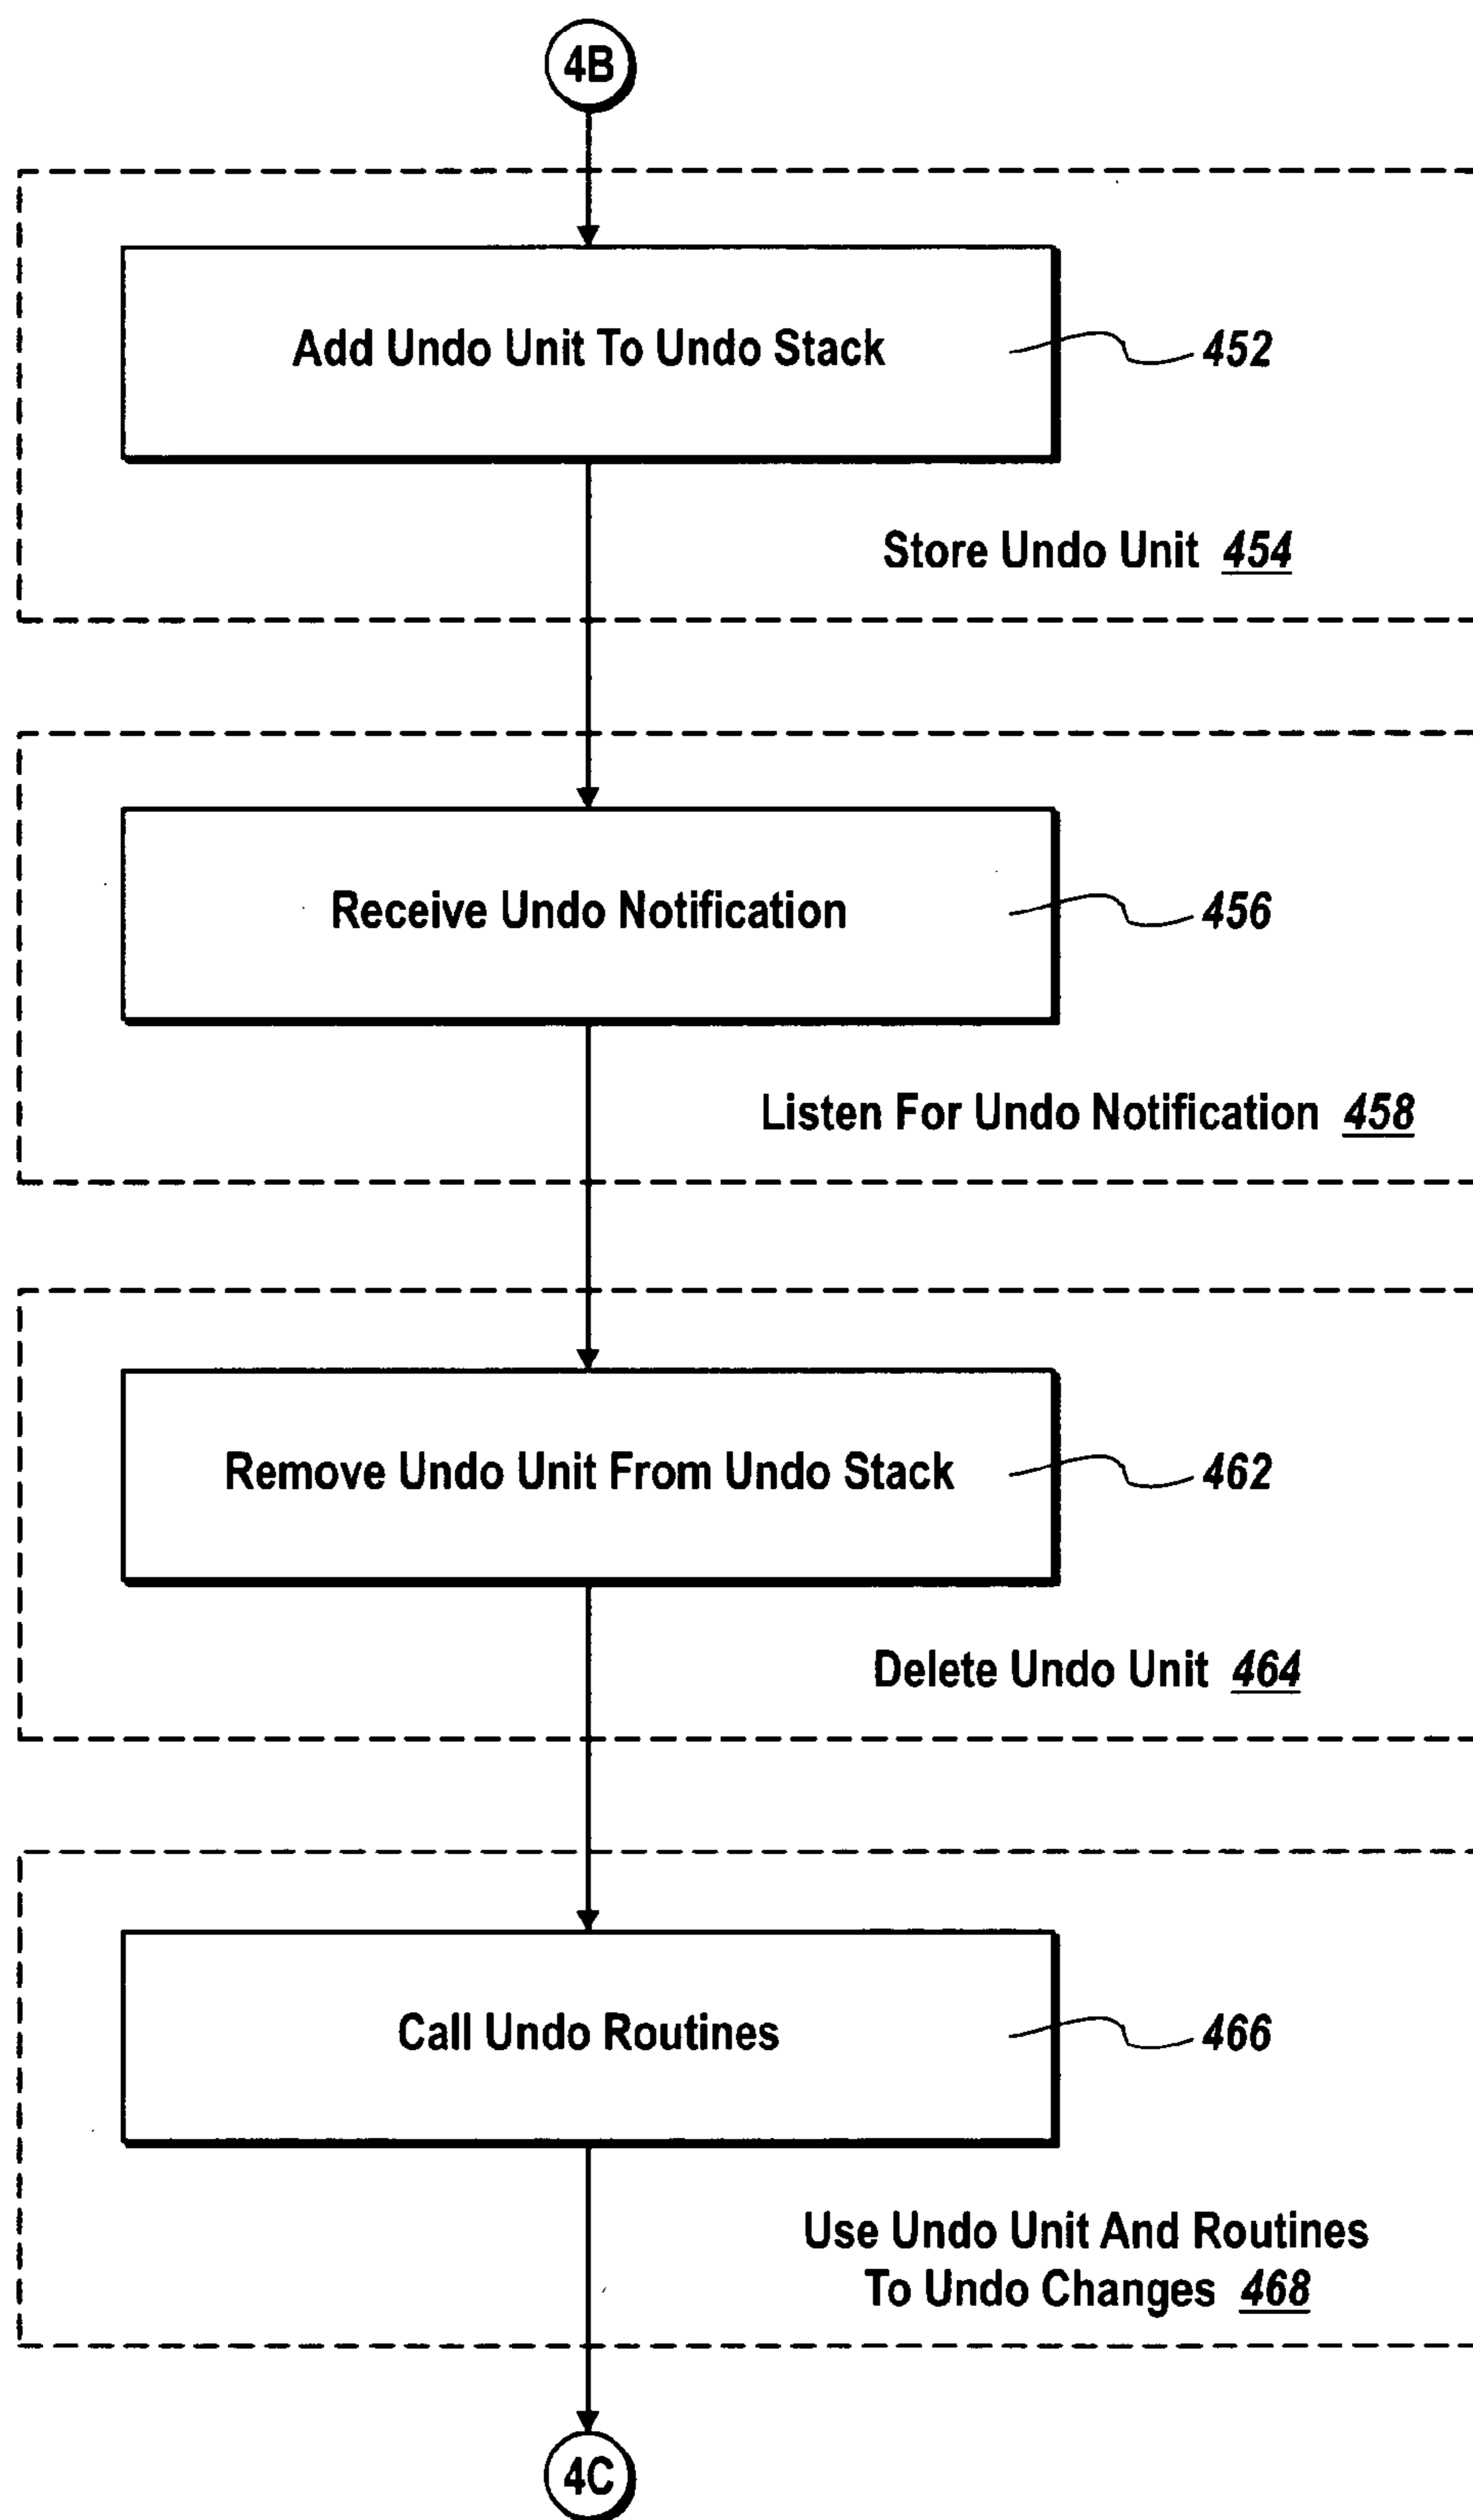 4B
Add Undo Unit To Undo Stack
452
Store Undo Unit 454
Receive Undo Notification
456
Listen For Undo Notification 458
Remove Undo Unit From Undo Stack
462
Delete Undo Unit 464
Call Undo Routines
466
Use Undo Unit And Routines
To Undo Changes 468
4C